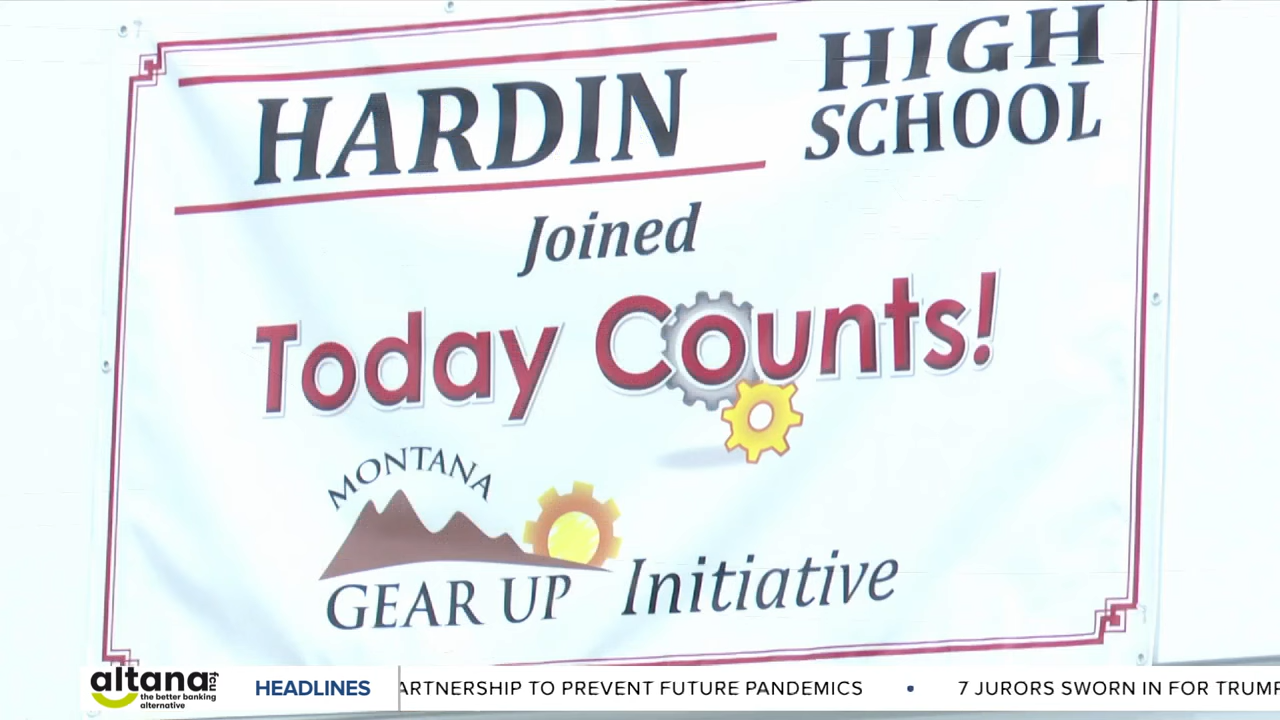 HARDIN HIGH SCHOOL
Joined
Today Counts!
MONTANA
GEAR UP Initiative
altana fcu
the better banking
alternative
HEADLINES
ARTNERSHIP TO PREVENT FUTURE PANDEMICS • 7 JURORS SWORN IN FOR TRUMP